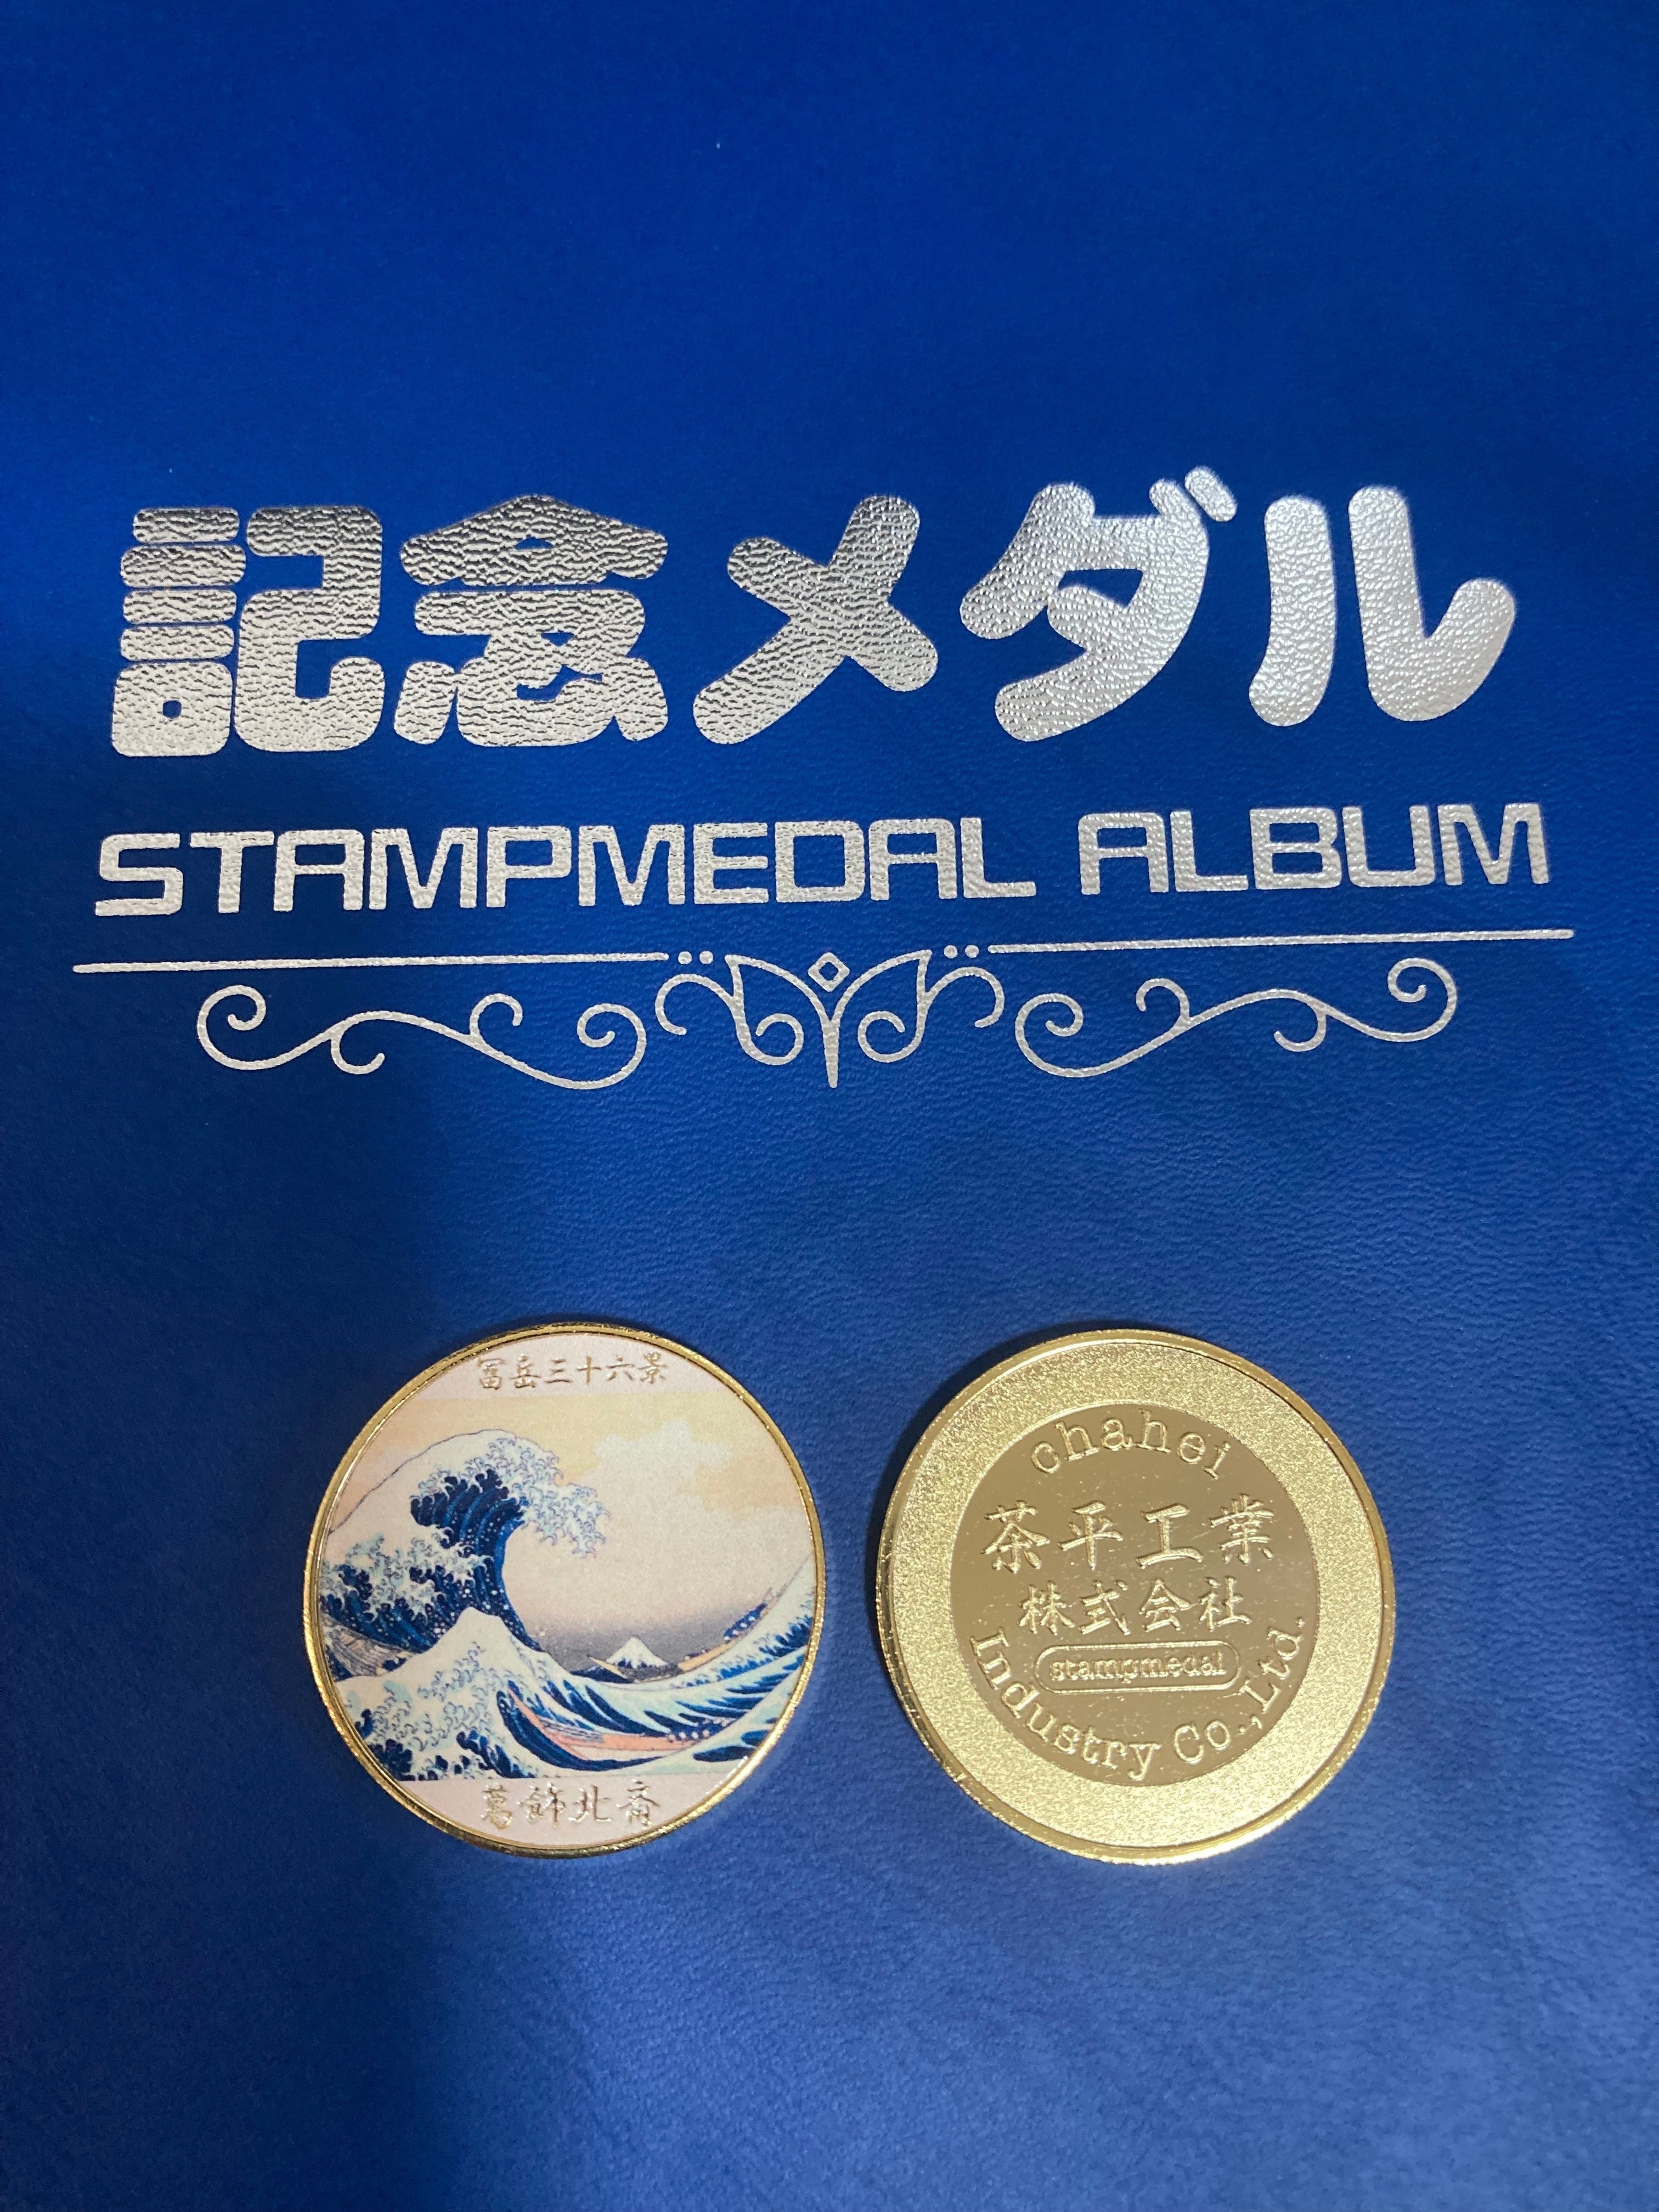 記念メダル
STAMPMEDAL ALBUM
冨岳三十六景
葛飾北斎
chahei
茶平工業
株式会社
stampmedal
Industry Co.,Ltd.